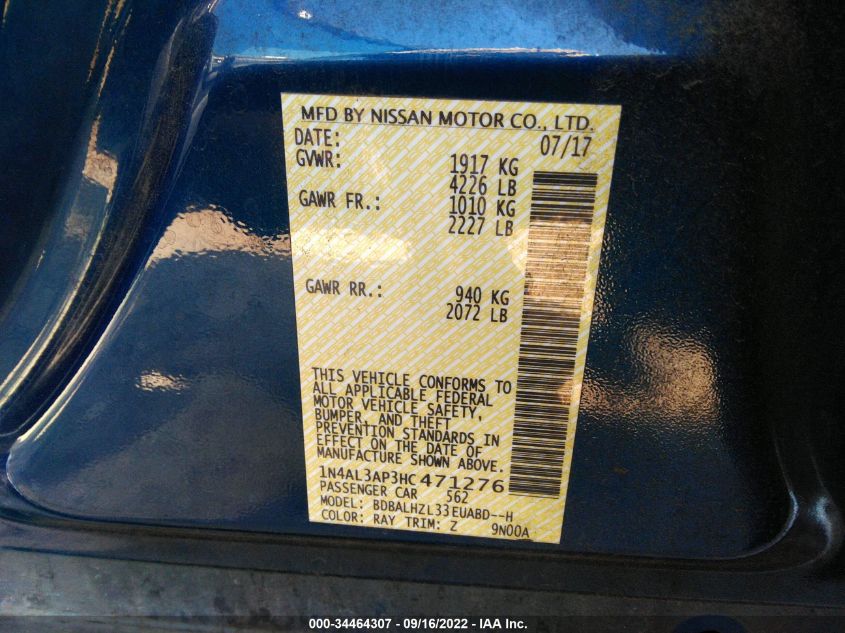 MFD BY NISSAN MOTOR CO., LTD.
DATE: 07/17
GVWR: 1917 KG
4226 LB
GAWR FR.: 1010 KG
2227 LB
GAWR RR.: 940 KG
2072 LB
THIS VEHICLE CONFORMS TO
ALL APPLICABLE FEDERAL
MOTOR VEHICLE SAFETY,
BUMPER, AND THEFT
PREVENTION STANDARDS IN
EFFECT ON THE DATE OF
MANUFACTURE SHOWN ABOVE.
1N4AL3AP3HC471276
PASSENGER CAR 562
MODEL: BDBALHZL33EUABD--H
COLOR: RAY TRIM: Z 9N00A
000-34464307 - 09/16/2022 - IAA Inc.